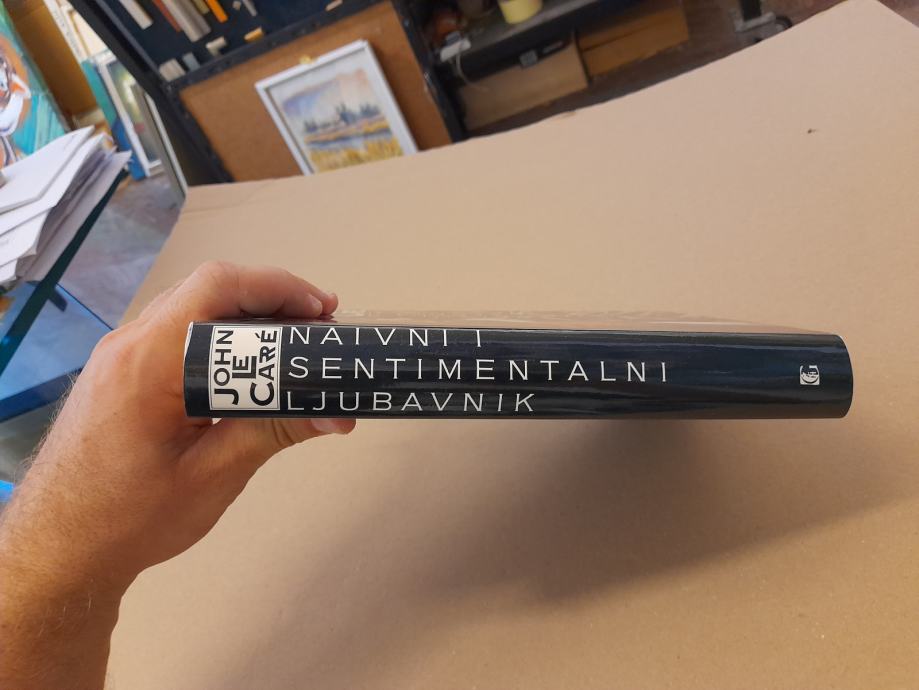 JOHN
LE
CARRÉ
NAIVNI I
SENTIMENTALNI
LJUBAVNIK